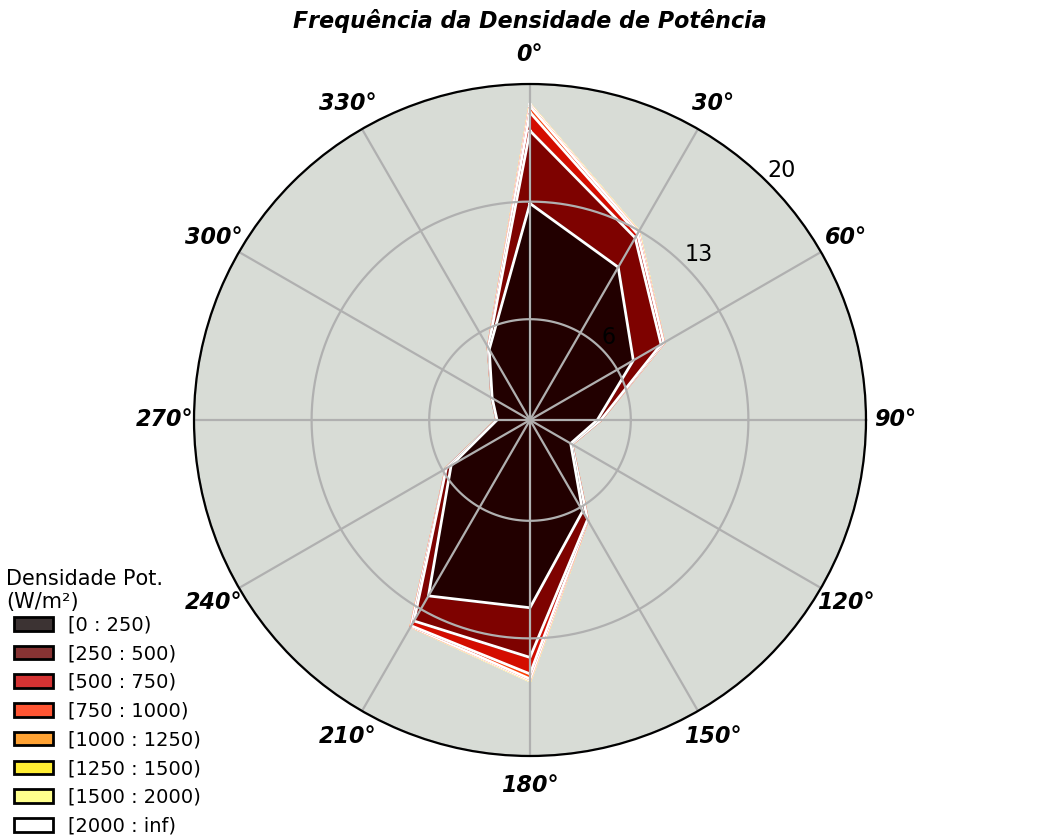 Frequência da Densidade de Potência
0°
330°
30°
20
300°
60°
13
6
270°
90°
240°
120°
210°
150°
180°
Densidade Pot.
(W/m²)
[0 : 250)
[250 : 500)
[500 : 750)
[750 : 1000)
[1000 : 1250)
[1250 : 1500)
[1500 : 2000)
[2000 : inf)